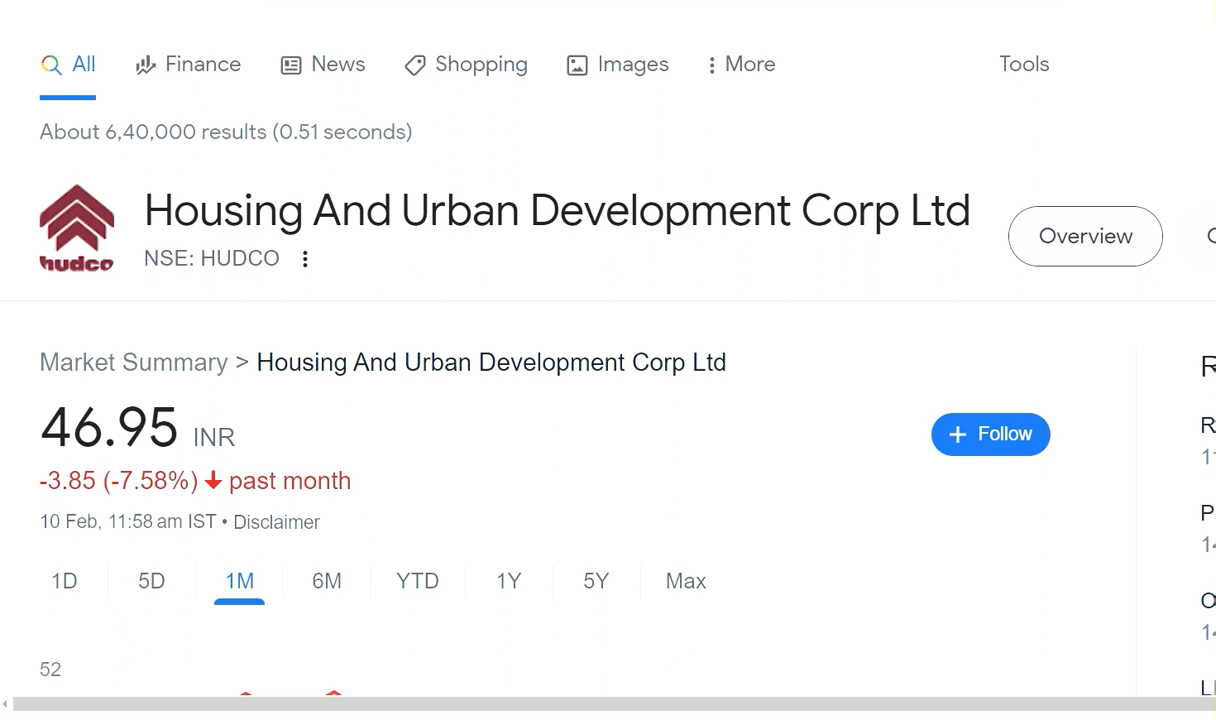 All Finance News Shopping Images More Tools
About 6,40,000 results (0.51 seconds)
hudco
Housing And Urban Development Corp Ltd
NSE: HUDCO
Overview
Market Summary > Housing And Urban Development Corp Ltd
46.95 INR
+ Follow
-3.85 (-7.58%) ↓ past month
10 Feb, 11:58 am IST • Disclaimer
1D 5D 1M 6M YTD 1Y 5Y Max
52